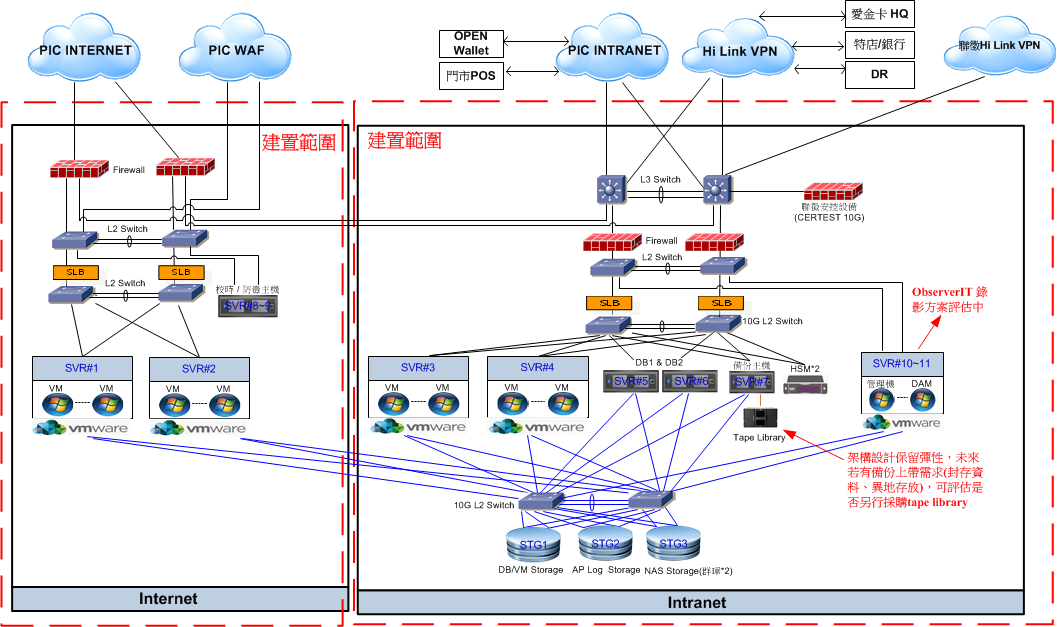 PIC INTERNET
PIC WAF
OPEN
Wallet
門市POS
PIC INTRANET
Hi Link VPN
愛金卡 HQ
特店/銀行
DR
聯徵Hi Link VPN
建置範圍
建置範圍
Firewall
L2 Switch
SLB
SLB
L2 Switch
校時 / 防毒主機
SVR#8~9
SVR#1
VM
VM
vmware
SVR#2
VM
VM
vmware
L3 Switch
聯徵安控設備
(CERTEST 10G)
Firewall
L2 Switch
SLB
SLB
10G L2 Switch
ObserverIT 錄
影方案評估中
SVR#3
VM
VM
vmware
SVR#4
VM
VM
vmware
DB1 & DB2
SVR#5
SVR#6
備份主機
SVR#7
HSM*2
Tape Library
SVR#10~11
管理機
DAM
vmware
架構設計保留彈性，未來
若有備份上帶需求(封存資
料、異地存放)，可評估是
否另行採購tape library
10G L2 Switch
STG1
STG2
STG3
DB/VM Storage
AP Log Storage
NAS Storage(群暉*2)
Internet
Intranet